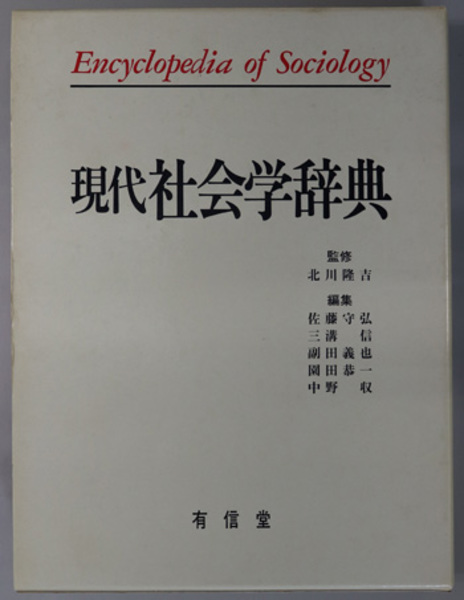 Encyclopedia of Sociology
現代社会学辞典
監修
北川隆吉
編集
佐藤守弘
三溝信
副田義也
園田恭一
中野収
有信堂